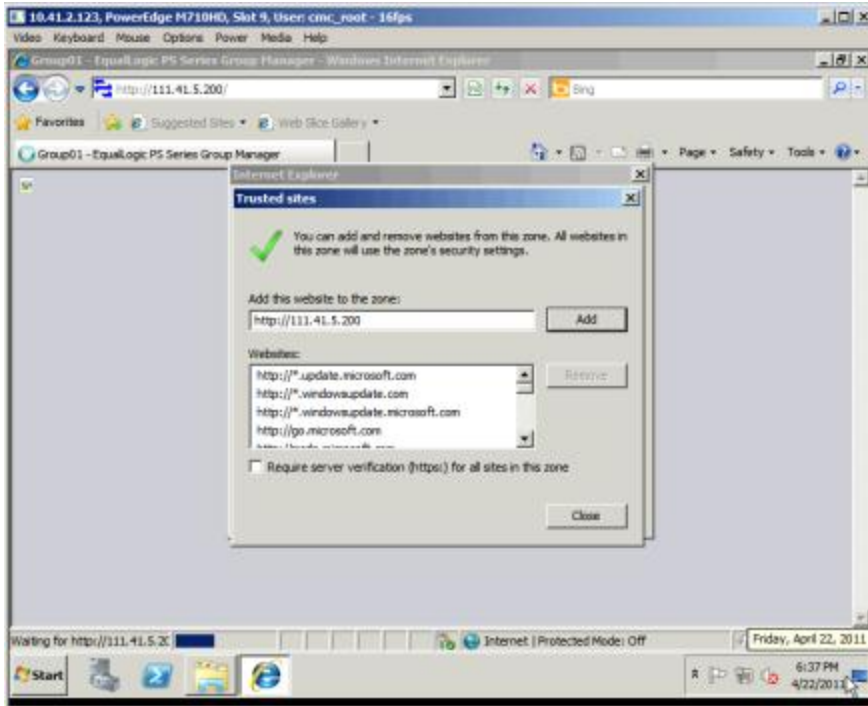 10.41.2.123, PowerEdge M710HD, Slot 9, User: cmc_root - 16fps
Video Keyboard Mouse Options Power Media Help
Group01 - EqualLogic PS Series Group Manager - Windows Internet Explorer
http://111.41.5.200/
Bing
Favorites Suggested Sites Web Slice Gallery
Group01 - EqualLogic PS Series Group Manager
Page Safety Tools
Internet Explorer
Trusted sites
You can add and remove websites from this zone. All websites in
this zone will use the zone's security settings.
Add this website to the zone:
http://111.41.5.200
Add
Websites:
http://*.update.microsoft.com
Remove
http://*.windowsupdate.com
http://*.windowsupdate.microsoft.com
http://go.microsoft.com
Require server verification (https:) for all sites in this zone
Close
Waiting for http://111.41.5.20
Internet | Protected Mode: Off
Friday, April 22, 2011
Start
6:37 PM
4/22/2011